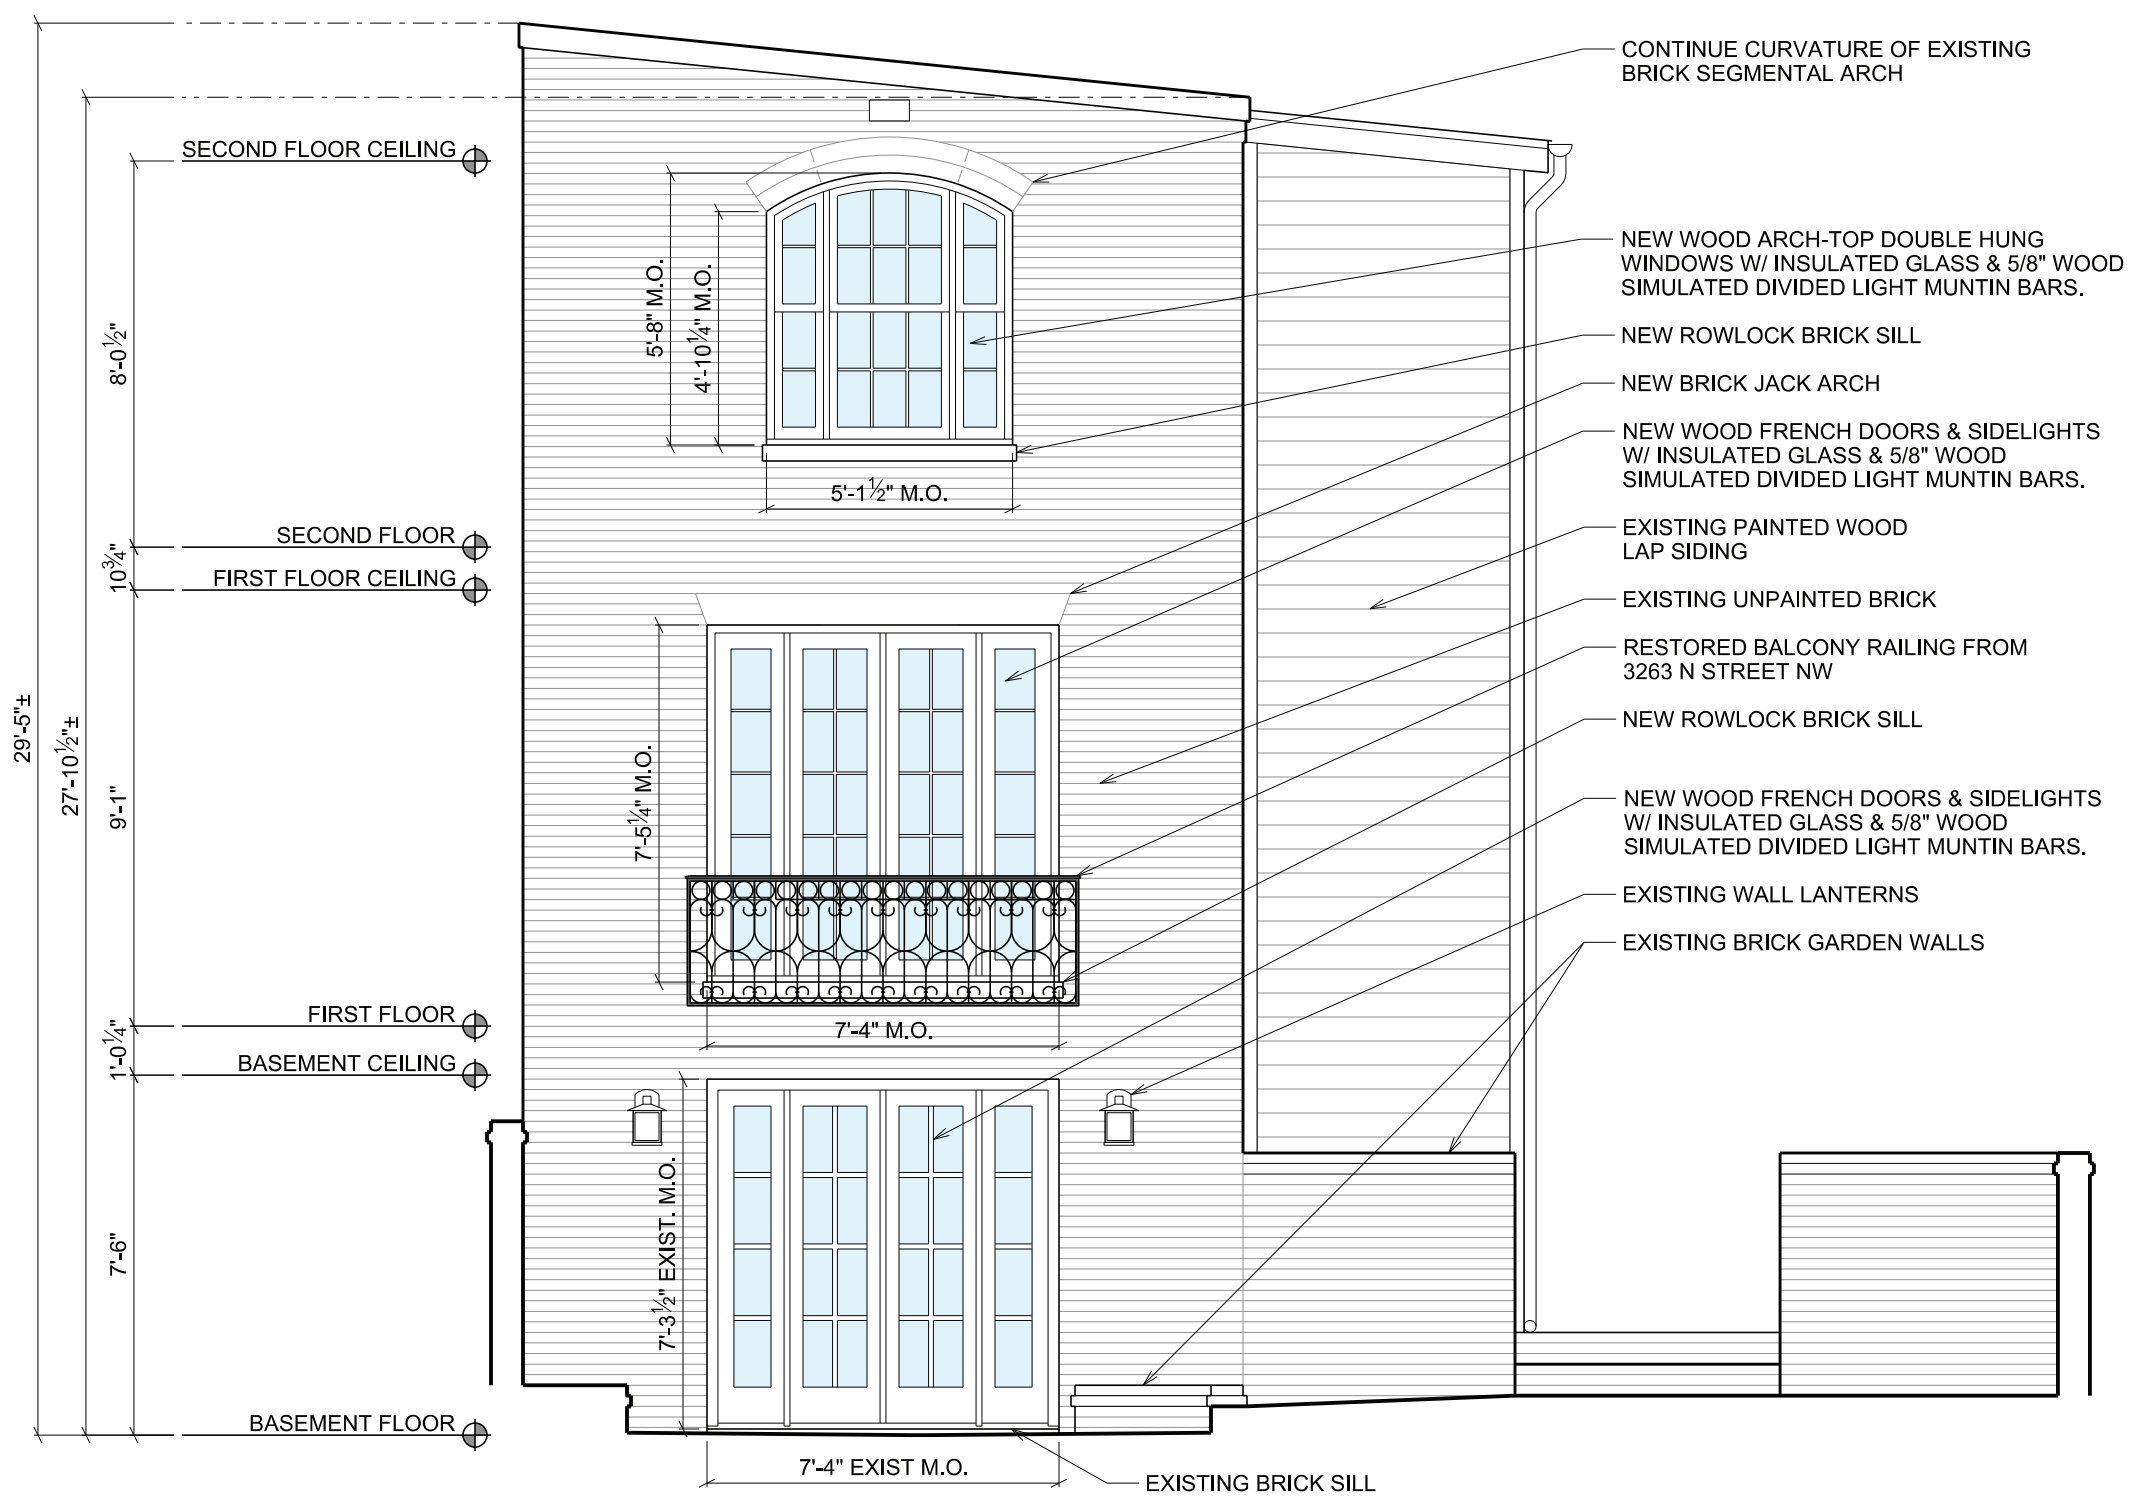 CONTINUE CURVATURE OF EXISTING
BRICK SEGMENTAL ARCH
SECOND FLOOR CEILING
NEW WOOD ARCH-TOP DOUBLE HUNG
WINDOWS W/ INSULATED GLASS & 5/8" WOOD
SIMULATED DIVIDED LIGHT MUNTIN BARS.
5'-8" M.O.
4'-10¼" M.O.
8'-0½"
NEW ROWLOCK BRICK SILL
NEW BRICK JACK ARCH
NEW WOOD FRENCH DOORS & SIDELIGHTS
W/ INSULATED GLASS & 5/8" WOOD
SIMULATED DIVIDED LIGHT MUNTIN BARS.
5'-1½" M.O.
SECOND FLOOR
EXISTING PAINTED WOOD
LAP SIDING
10¾"
FIRST FLOOR CEILING
EXISTING UNPAINTED BRICK
RESTORED BALCONY RAILING FROM
3263 N STREET NW
29'-5"±
27'-10½"±
NEW ROWLOCK BRICK SILL
9'-1"
7'-5¼" M.O.
NEW WOOD FRENCH DOORS & SIDELIGHTS
W/ INSULATED GLASS & 5/8" WOOD
SIMULATED DIVIDED LIGHT MUNTIN BARS.
EXISTING WALL LANTERNS
EXISTING BRICK GARDEN WALLS
FIRST FLOOR
7'-4" M.O.
1'-0¼"
BASEMENT CEILING
7'-6"
7'-3½" EXIST. M.O.
BASEMENT FLOOR
7'-4" EXIST M.O.
EXISTING BRICK SILL